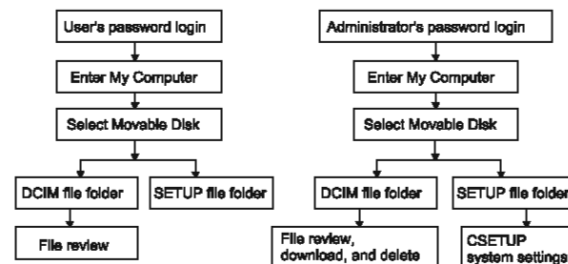 User's password login
Enter My Computer
Select Movable Disk
DCIM file folder
SETUP file folder
File review
Administrator's password login
Enter My Computer
Select Movable Disk
DCIM file folder
SETUP file folder
File review,
download, and delete
CSETUP
system settings